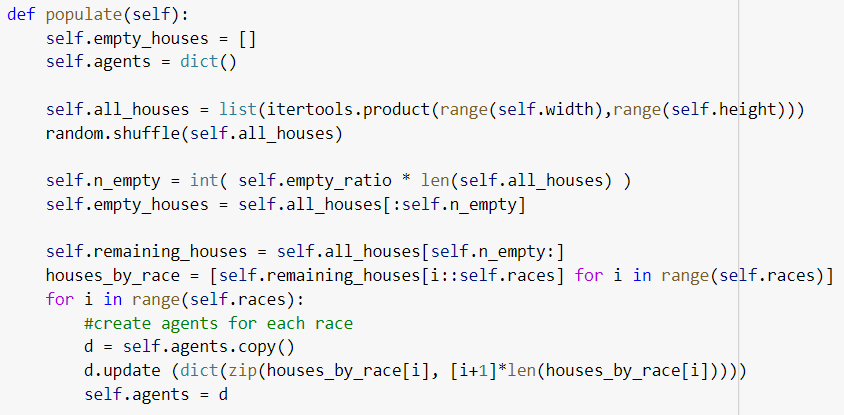 def populate(self):
    self.empty_houses = []
    self.agents = dict()

    self.all_houses = list(itertools.product(range(self.width),range(self.height)))
    random.shuffle(self.all_houses)

    self.n_empty = int( self.empty_ratio * len(self.all_houses) )
    self.empty_houses = self.all_houses[:self.n_empty]

    self.remaining_houses = self.all_houses[self.n_empty:]
    houses_by_race = [self.remaining_houses[i::self.races] for i in range(self.races)]
    for i in range(self.races):
        #create agents for each race
        d = self.agents.copy()
        d.update (dict(zip(houses_by_race[i], [i+1]*len(houses_by_race[i]))))
        self.agents = d